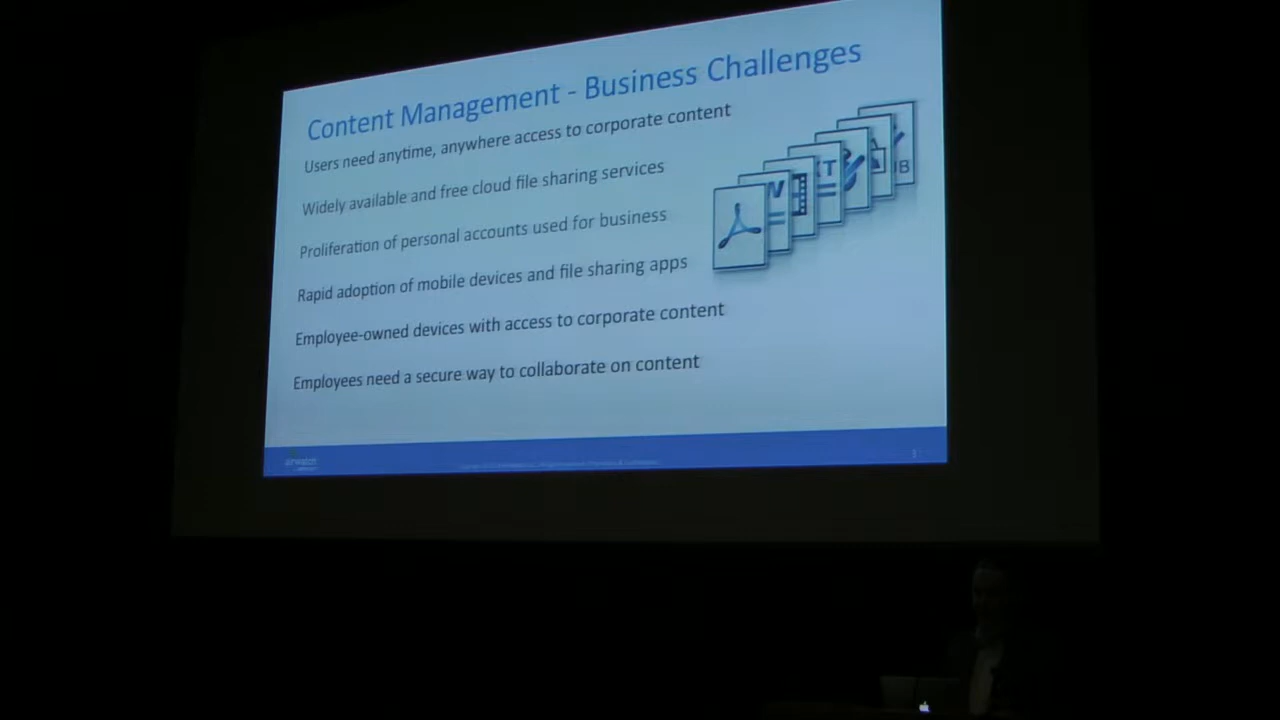 Content Management - Business Challenges
Users need anytime, anywhere access to corporate content
Widely available and free cloud file sharing services
Proliferation of personal accounts used for business
Rapid adoption of mobile devices and file sharing apps
Employee-owned devices with access to corporate content
Employees need a secure way to collaborate on content
airwatch